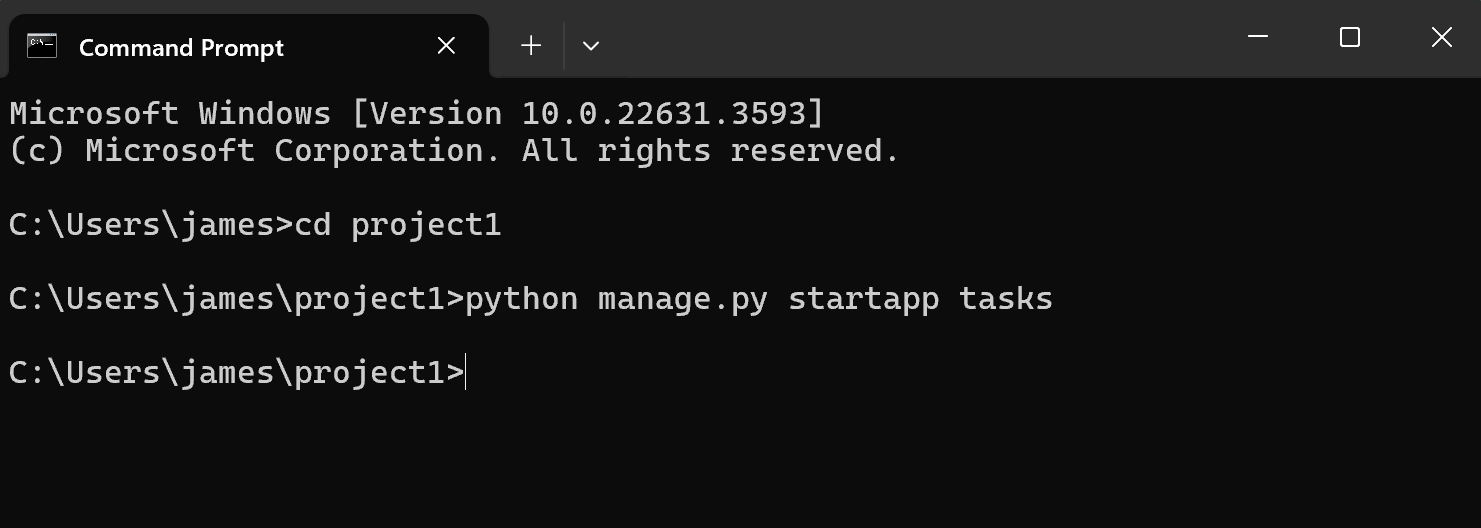 Command Prompt
Microsoft Windows [Version 10.0.22631.3593]
(c) Microsoft Corporation. All rights reserved.
C:\Users\james>cd project1
C:\Users\james\project1>python manage.py startapp tasks
C:\Users\james\project1>